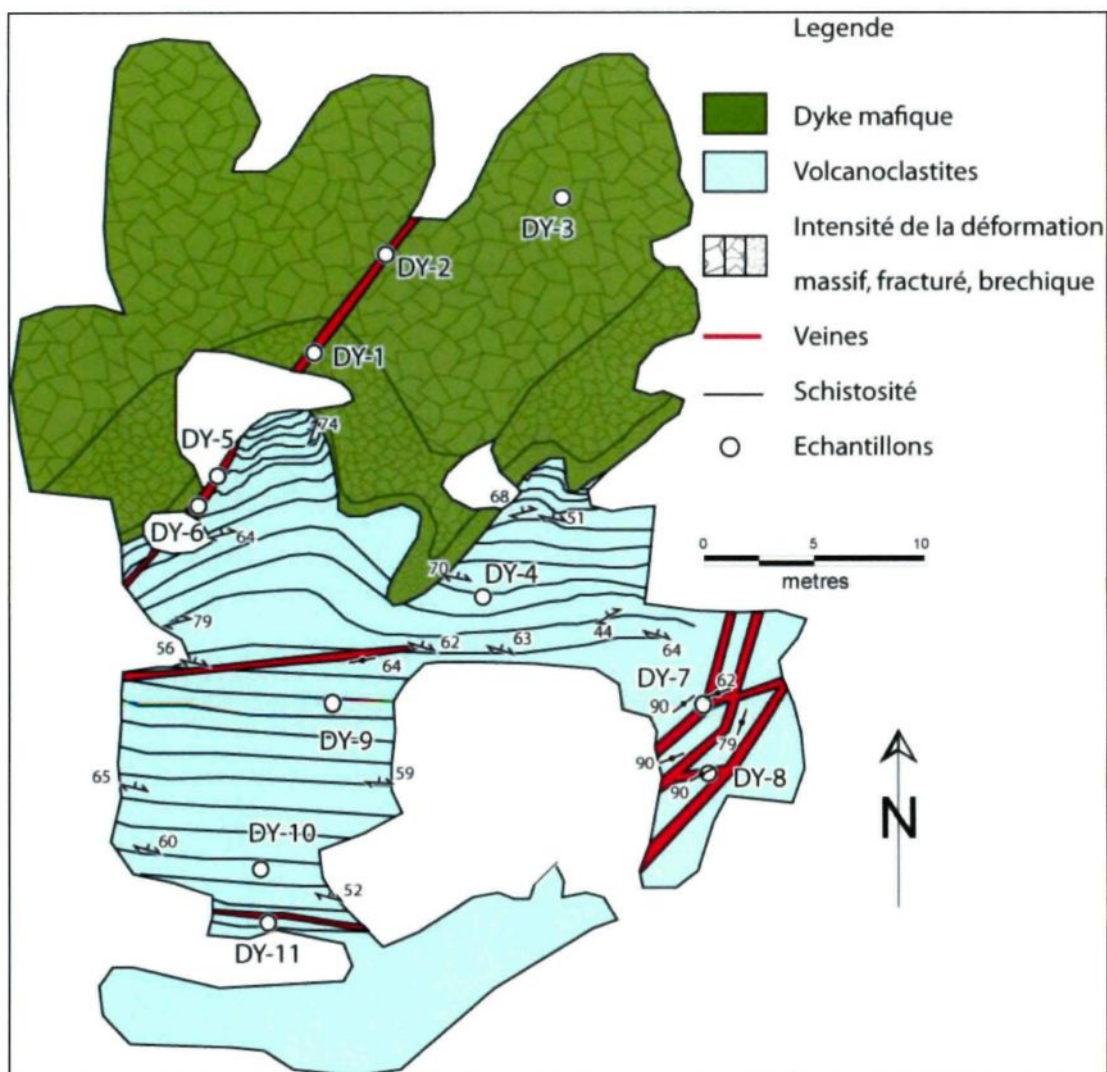 Legende
Dyke mafique
Volcanoclastites
Intensité de la déformation
massif, fracturé, brechique
Veines
Schistosité
Echantillons
0 5 10
metres
N
DY-3
DY-2
DY-1
74
DY-5
68
51
DY-6
64
70
DY-4
79
44
56
62
63
64
64
DY-7
62
90
DY-9
79
90
65
59
90
DY-8
60
DY-10
52
DY-11